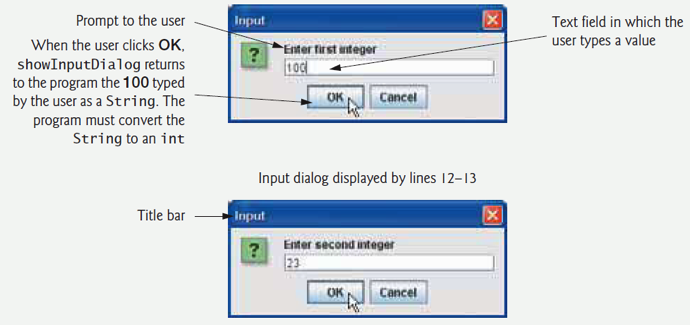 Prompt to the user
When the user clicks OK,
showInputDialog returns
to the program the 100 typed
by the user as a String. The
program must convert the
String to an int
Input
?
Enter first integer
100
OK
Cancel
Text field in which the
user types a value
Input dialog displayed by lines 12–13
Title bar
Input
?
Enter second integer
23
OK
Cancel